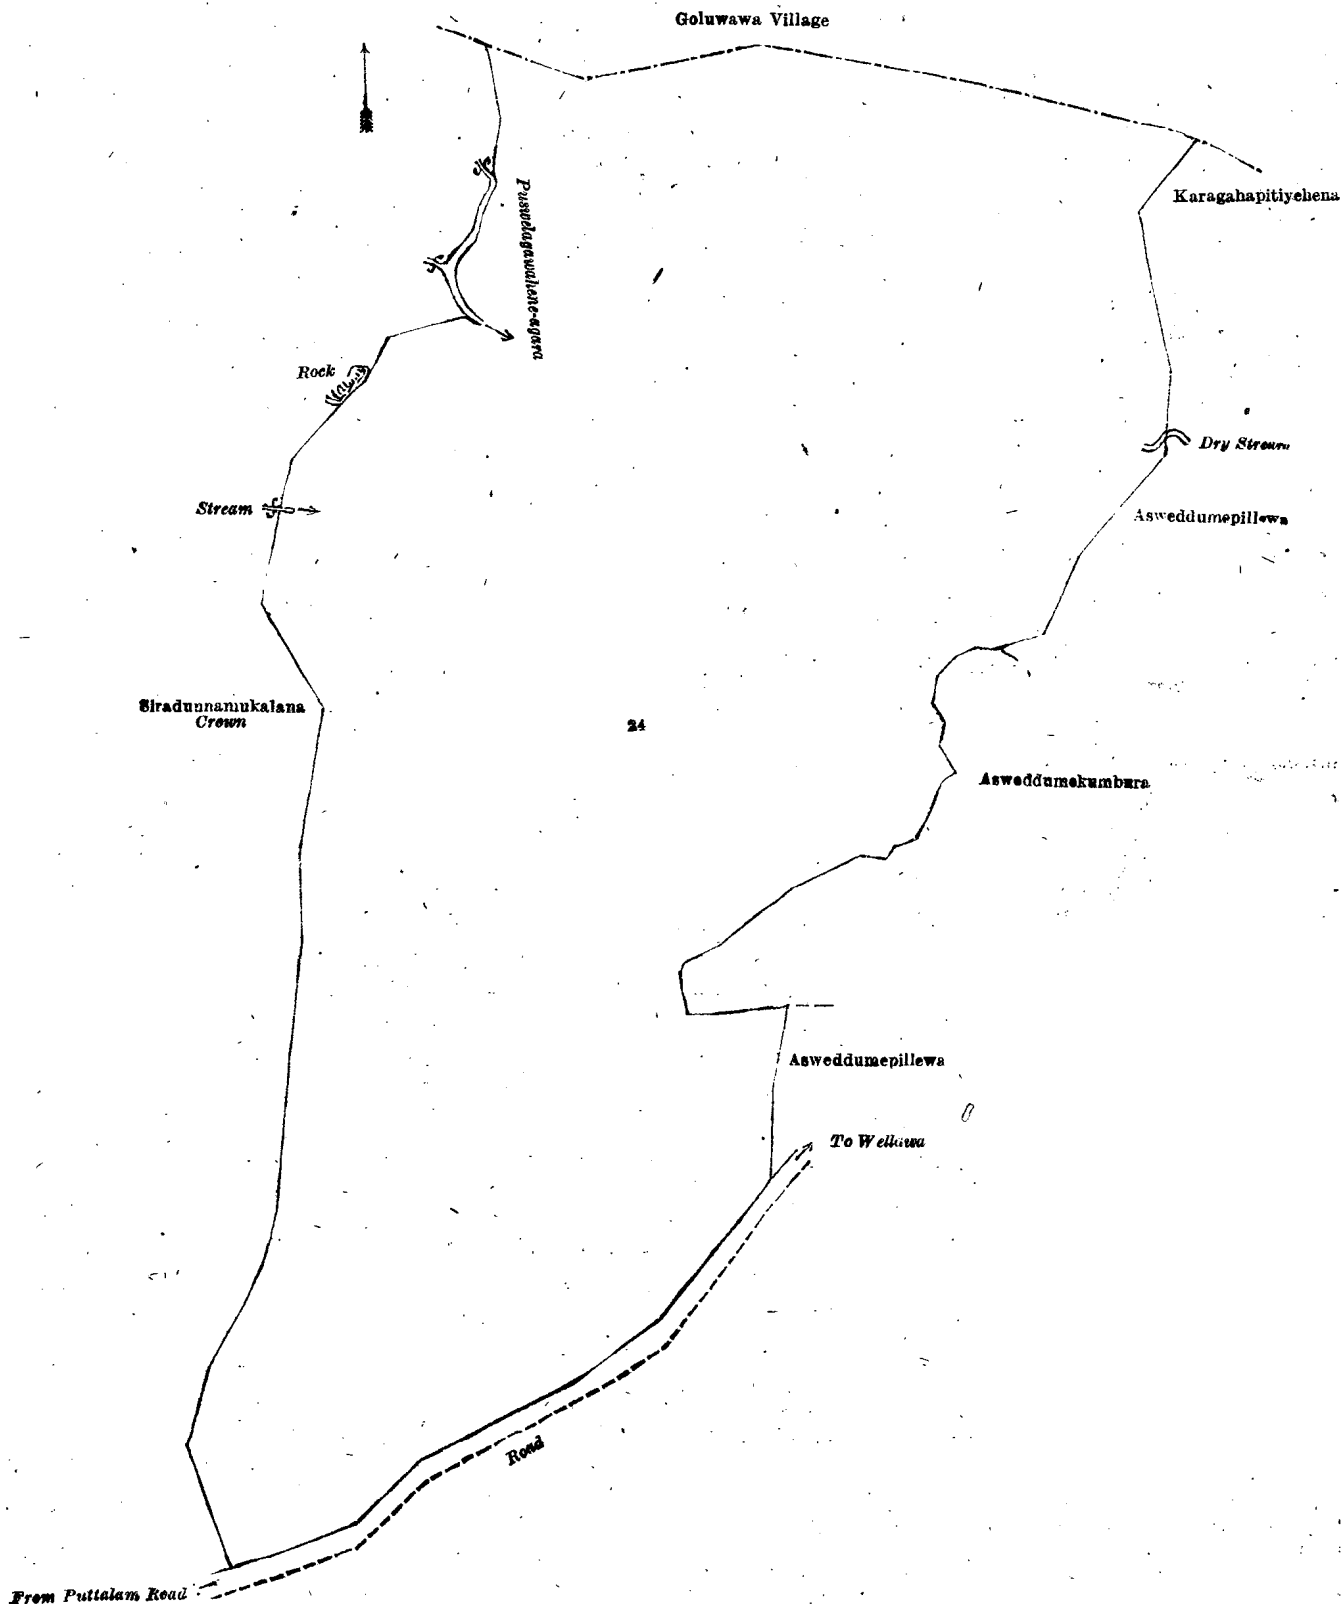 Goluwawa Village
Karagahapitiyehena
Puswelagawahene-agara
Rock
Dry Stream
Stream
Asweddumepillewa
Siradunnamukalana
Crown
24
Asweddumekumbura
Asweddumepillewa
To Wellawa
Road
From Puttalam Road